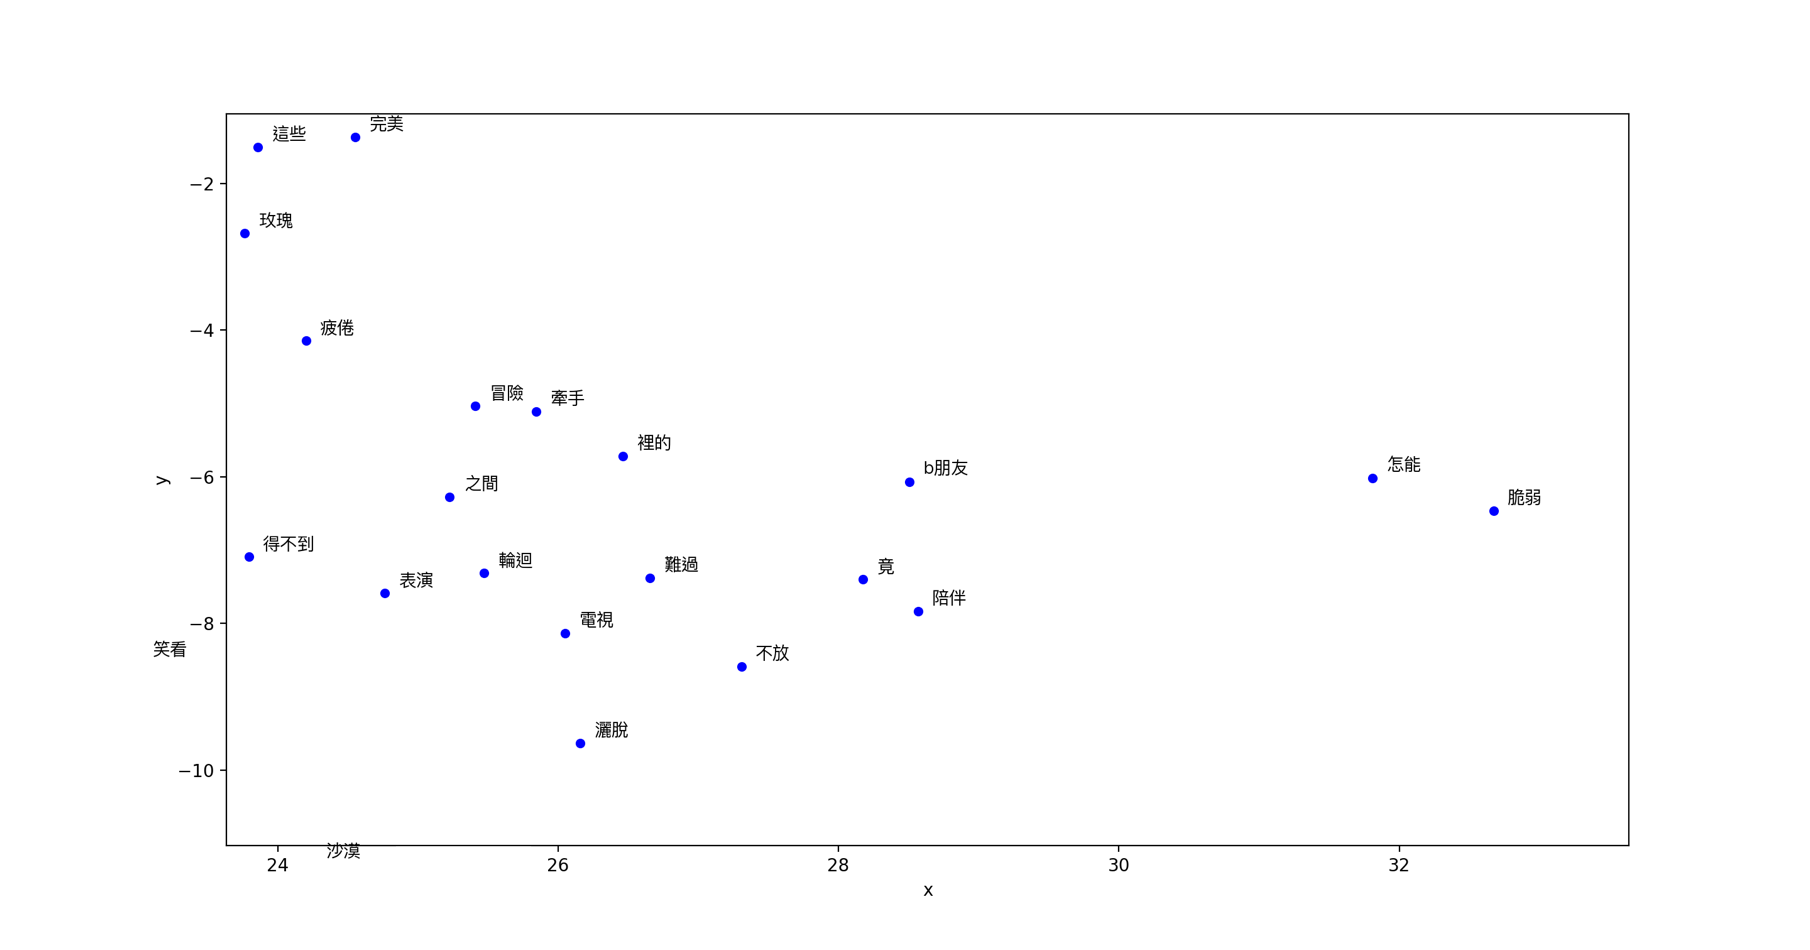 完美
這些
−2
玫瑰
疲倦
−4
冒險
牽手
裡的
怎能
b朋友
−6
y
之間
脆弱
得不到
輪迴
難過
竟
表演
陪伴
電視
−8
笑看
不放
灑脫
−10
沙漠
24
26
28
30
32
x